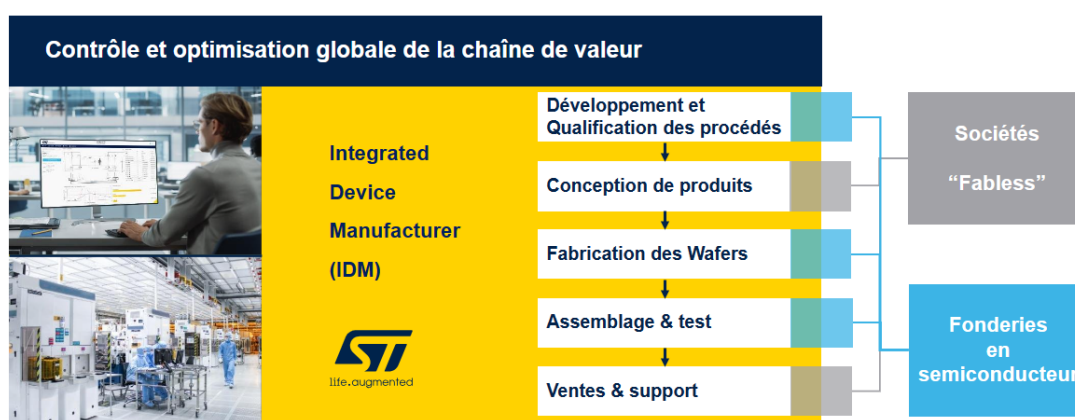 Contrôle et optimisation globale de la chaîne de valeur
Integrated
Device
Manufacturer
(IDM)
ST
life.augmented
Développement et
Qualification des procédés
Conception de produits
Fabrication des Wafers
Assemblage & test
Ventes & support
Sociétés
“Fabless”
Fonderies
en
semiconducteur